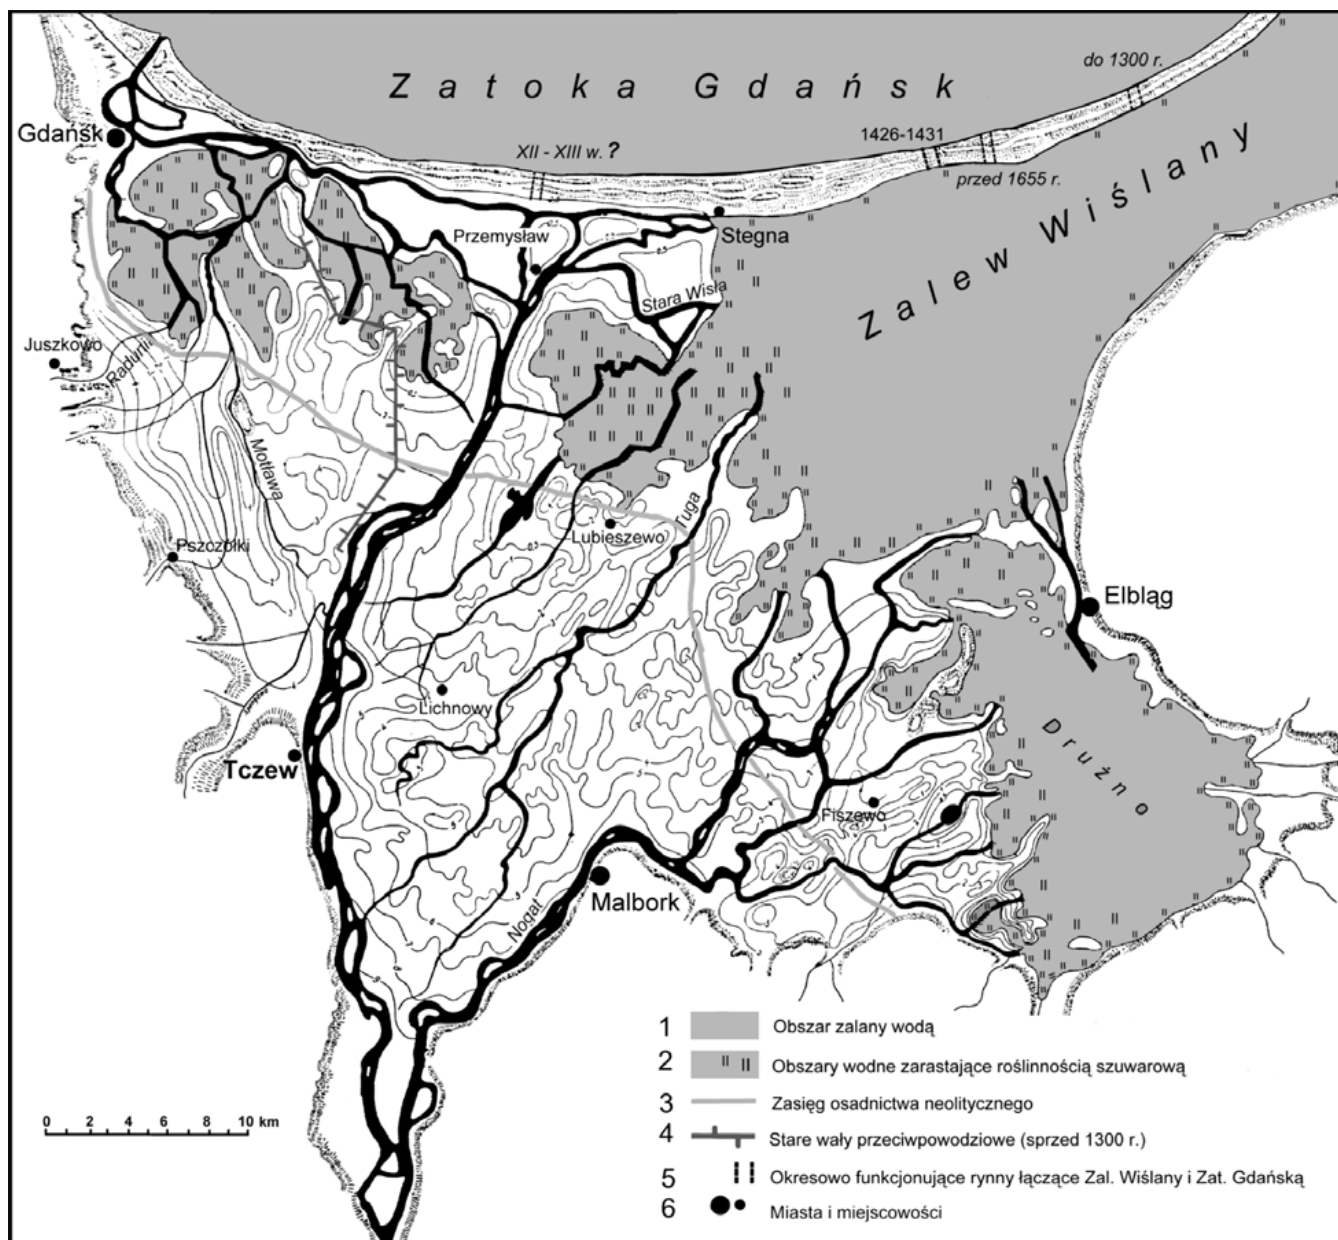 Zatoka Gdańsk
do 1300 r.
1426-1431
przed 1655 r.
XII - XIII w. ?
Gdańsk
Zalew Wiślany
Przemysław
Stegna
Stara Wisła
Juszkowo
Radunii
Motława
Pszczółki
Lubieszewo
Tuga
Elbląg
Lichnowy
Tczew
Drużno
Fiszewo
Malbork
Nogat
1 Obszar zalany wodą
2 Obszary wodne zarastające roślinnością szuwarową
3 Zasięg osadnictwa neolitycznego
4 Stare wały przeciwpowodziowe (sprzed 1300 r.)
5 Okresowo funkcjonujące rynny łączące Zal. Wiślany i Zat. Gdańską
6 Miasta i miejscowości
0 2 4 6 8 10 km